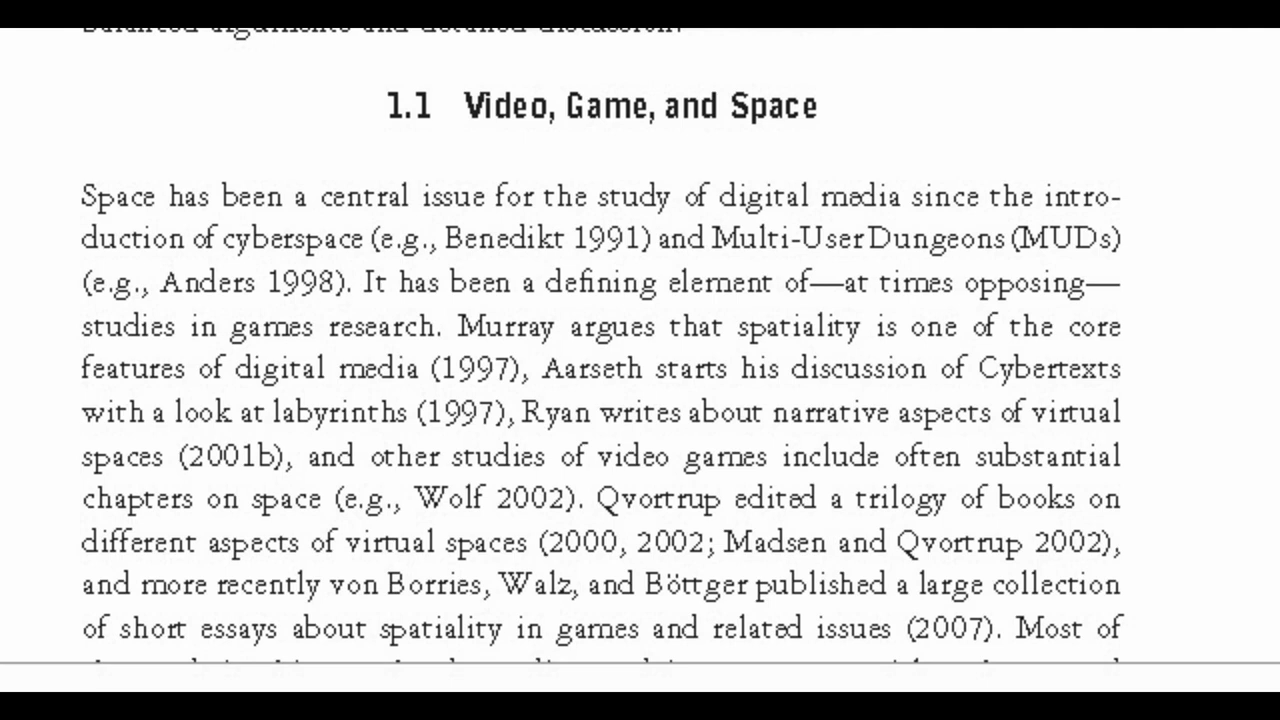 1.1 Video, Game, and Space
Space has been a central issue for the study of digital media since the intro-
duction of cyberspace (e.g., Benedikt 1991) and Multi-User Dungeons (MUDs)
(e.g., Anders 1998). It has been a defining element of—at times opposing—
studies in games research. Murray argues that spatiality is one of the core
features of digital media (1997), Aarseth starts his discussion of Cybertexts
with a look at labyrinths (1997), Ryan writes about narrative aspects of virtual
spaces (2001b), and other studies of video games include often substantial
chapters on space (e.g., Wolf 2002). Qvortrup edited a trilogy of books on
different aspects of virtual spaces (2000, 2002; Madsen and Qvortrup 2002),
and more recently von Borries, Walz, and Böttger published a large collection
of short essays about spatiality in games and related issues (2007). Most of